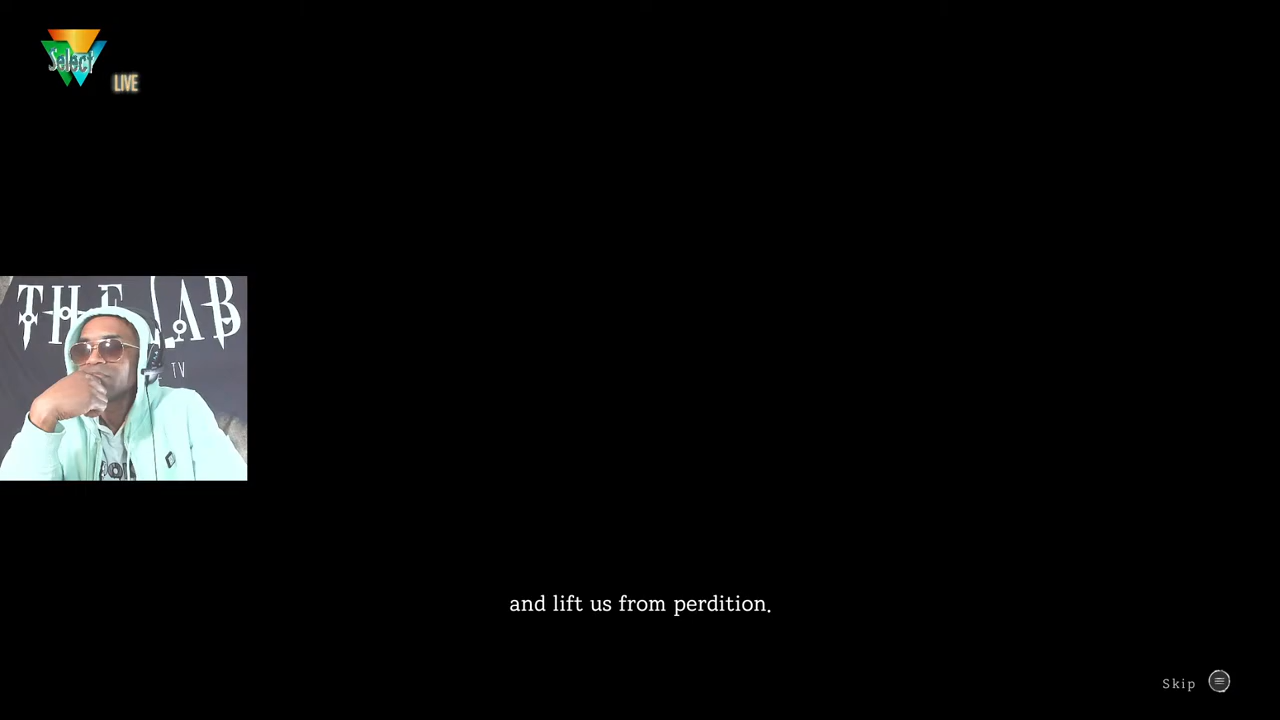 Select
LIVE
THE LAB
TV
and lift us from perdition.
Skip